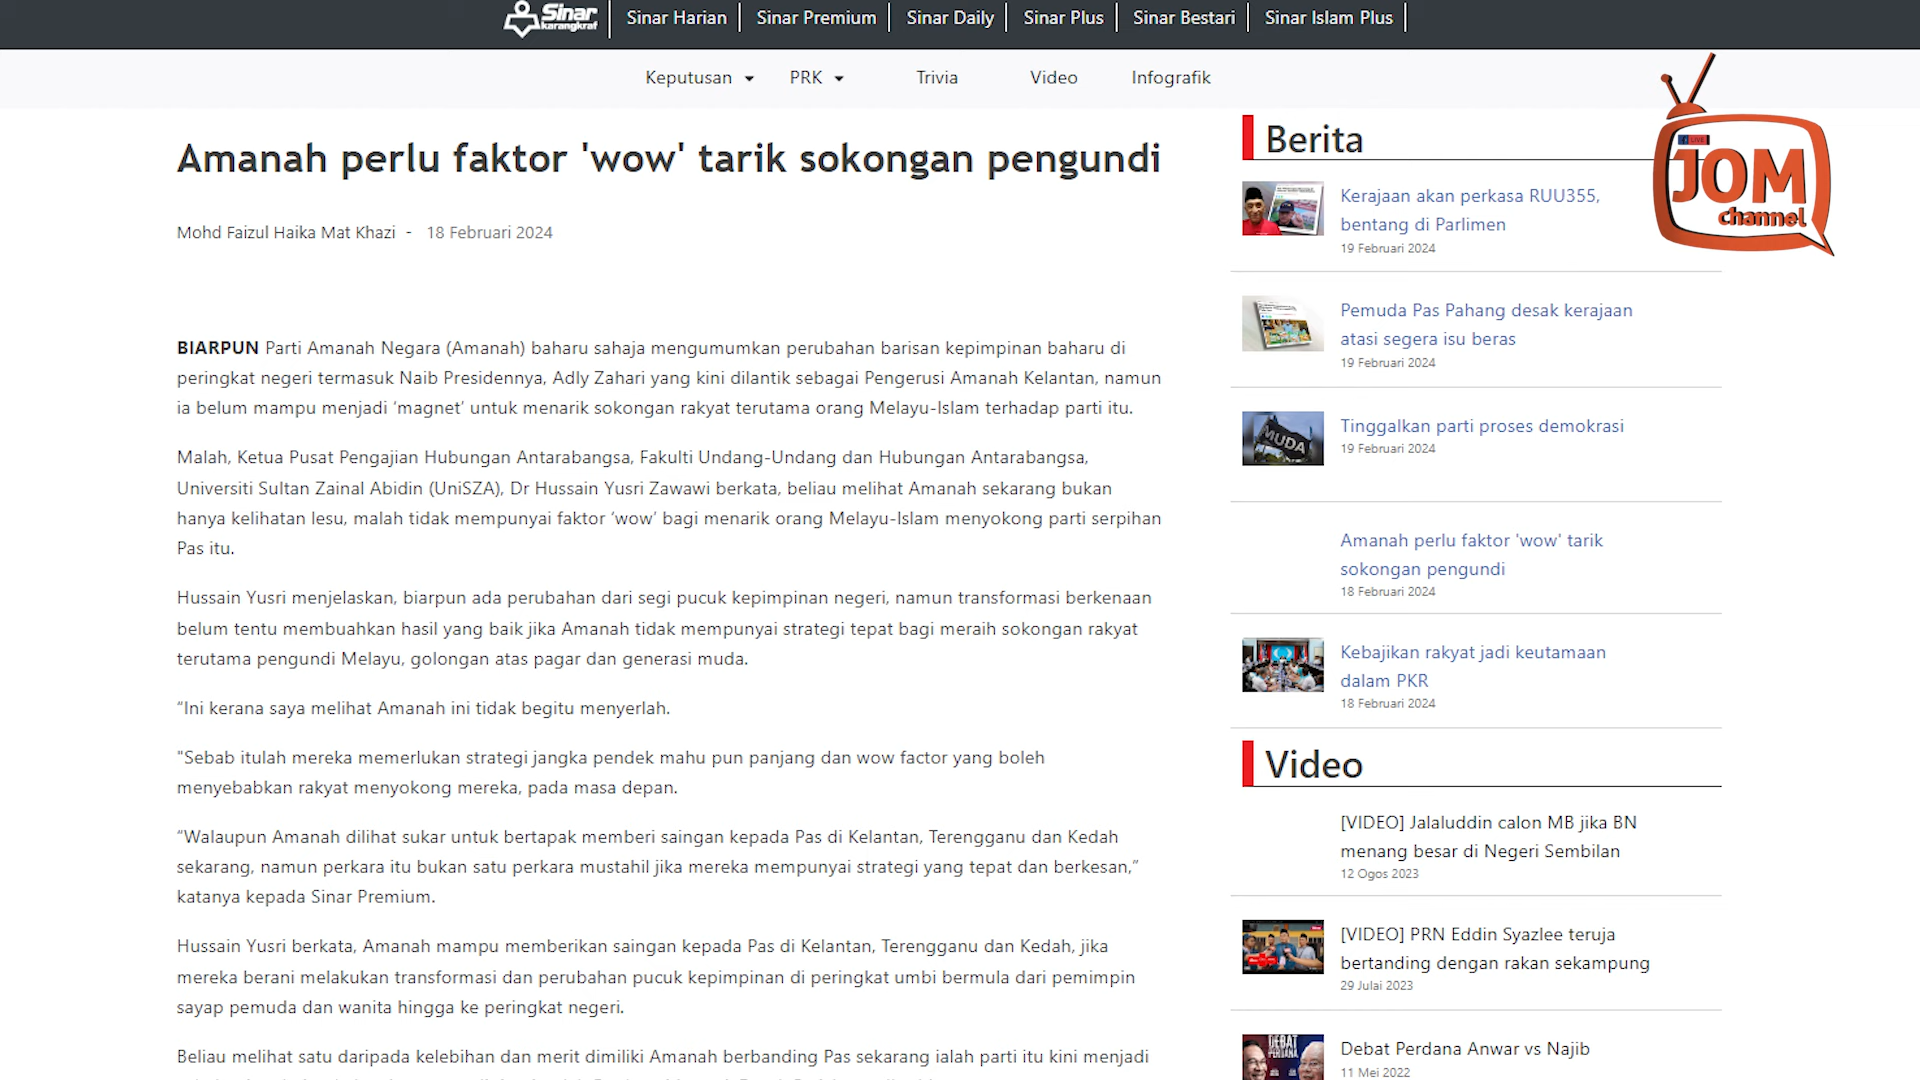 Sinar
karangkraf
Sinar Harian
Sinar Premium
Sinar Daily
Sinar Plus
Sinar Bestari
Sinar Islam Plus
Keputusan
PRK
Trivia
Video
Infografik
Amanah perlu faktor 'wow' tarik sokongan pengundi
Mohd Faizul Haika Mat Khazi - 18 Februari 2024
BIARPUN Parti Amanah Negara (Amanah) baharu sahaja mengumumkan perubahan barisan kepimpinan baharu di
peringkat negeri termasuk Naib Presidennya, Adly Zahari yang kini dilantik sebagai Pengerusi Amanah Kelantan, namun
ia belum mampu menjadi ‘magnet’ untuk menarik sokongan rakyat terutama orang Melayu-Islam terhadap parti itu.
Malah, Ketua Pusat Pengajian Hubungan Antarabangsa, Fakulti Undang-Undang dan Hubungan Antarabangsa,
Universiti Sultan Zainal Abidin (UniSZA), Dr Hussain Yusri Zawawi berkata, beliau melihat Amanah sekarang bukan
hanya kelihatan lesu, malah tidak mempunyai faktor ‘wow’ bagi menarik orang Melayu-Islam menyokong parti serpihan
Pas itu.
Hussain Yusri menjelaskan, biarpun ada perubahan dari segi pucuk kepimpinan negeri, namun transformasi berkenaan
belum tentu membuahkan hasil yang baik jika Amanah tidak mempunyai strategi tepat bagi meraih sokongan rakyat
terutama pengundi Melayu, golongan atas pagar dan generasi muda.
“Ini kerana saya melihat Amanah ini tidak begitu menyerlah.
"Sebab itulah mereka memerlukan strategi jangka pendek mahu pun panjang dan wow factor yang boleh
menyebabkan rakyat menyokong mereka, pada masa depan.
“Walaupun Amanah dilihat sukar untuk bertapak memberi saingan kepada Pas di Kelantan, Terengganu dan Kedah
sekarang, namun perkara itu bukan satu perkara mustahil jika mereka mempunyai strategi yang tepat dan berkesan,”
katanya kepada Sinar Premium.
Hussain Yusri berkata, Amanah mampu memberikan saingan kepada Pas di Kelantan, Terengganu dan Kedah, jika
mereka berani melakukan transformasi dan perubahan pucuk kepimpinan di peringkat umbi bermula dari pemimpin
sayap pemuda dan wanita hingga ke peringkat negeri.
Beliau melihat satu daripada kelebihan dan merit dimiliki Amanah berbanding Pas sekarang ialah parti itu kini menjadi
Berita
Kerajaan akan perkasa RUU355,
bentang di Parlimen
19 Februari 2024
Pemuda Pas Pahang desak kerajaan
atasi segera isu beras
19 Februari 2024
MUDA
Tinggalkan parti proses demokrasi
19 Februari 2024
Amanah perlu faktor 'wow' tarik
sokongan pengundi
18 Februari 2024
Kebajikan rakyat jadi keutamaan
dalam PKR
18 Februari 2024
Video
[VIDEO] Jalaluddin calon MB jika BN
menang besar di Negeri Sembilan
12 Ogos 2023
[VIDEO] PRN Eddin Syazlee teruja
bertanding dengan rakan sekampung
29 Julai 2023
DEBAT
PERDANA
Debat Perdana Anwar vs Najib
11 Mei 2022
LIVE
JOM
channel